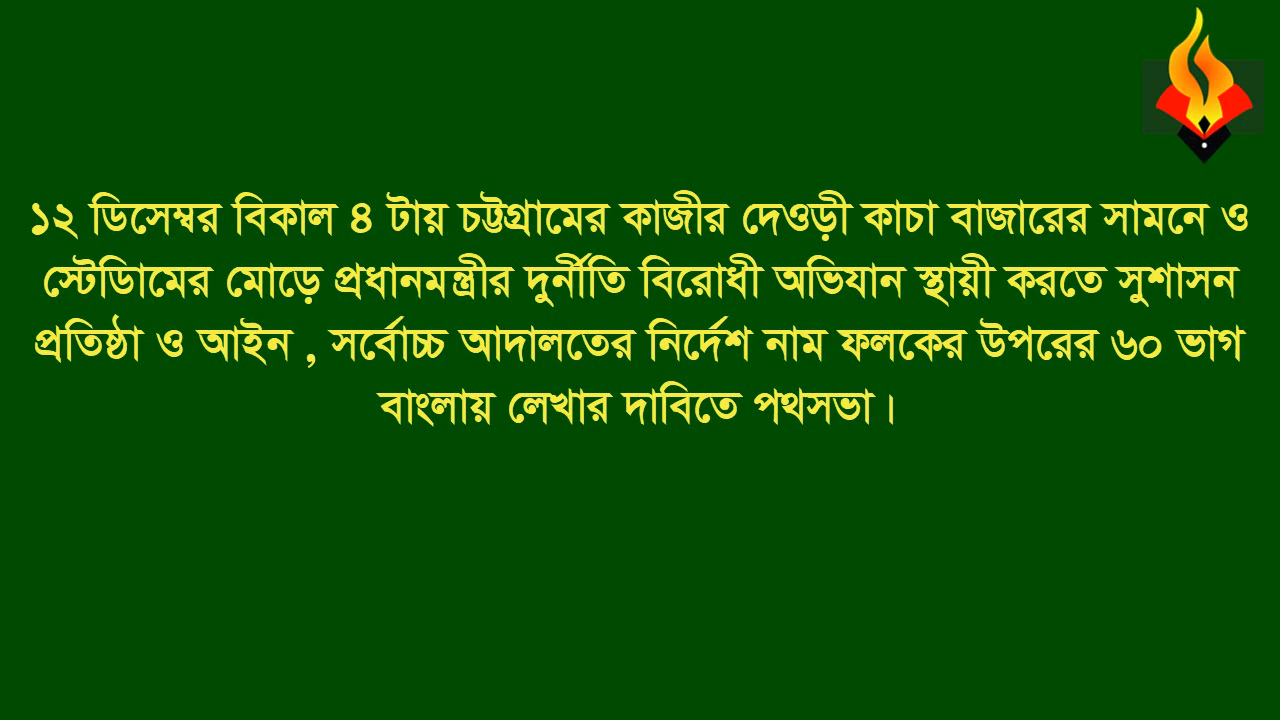 ১২ ডিসেম্বর বিকাল ৪ টায় চট্টগ্রামের কাজীর দেওড়ী কাচা বাজারের সামনে ও
স্টেডিামের মোড়ে প্রধানমন্ত্রীর দুর্নীতি বিরোধী অভিযান স্থায়ী করতে সুশাসন
প্রতিষ্ঠা ও আইন , সর্বোচ্চ আদালতের নির্দেশ নাম ফলকের উপরের ৬০ ভাগ
বাংলায় লেখার দাবিতে পথসভা।